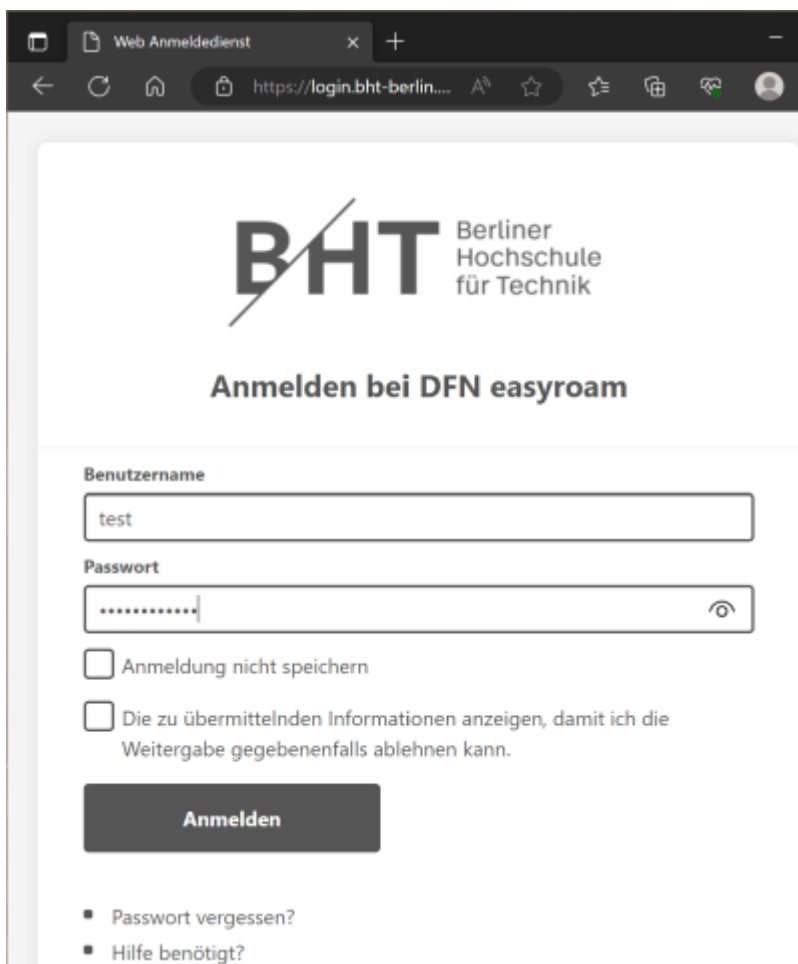 Web Anmeldedienst
https://login.bht-berlin....
BHT Berliner
Hochschule
für Technik
Anmelden bei DFN easyroam
Benutzername
test
Passwort
••••••••••••
Anmeldung nicht speichern
Die zu übermittelnden Informationen anzeigen, damit ich die
Weitergabe gegebenenfalls ablehnen kann.
Anmelden
Passwort vergessen?
Hilfe benötigt?